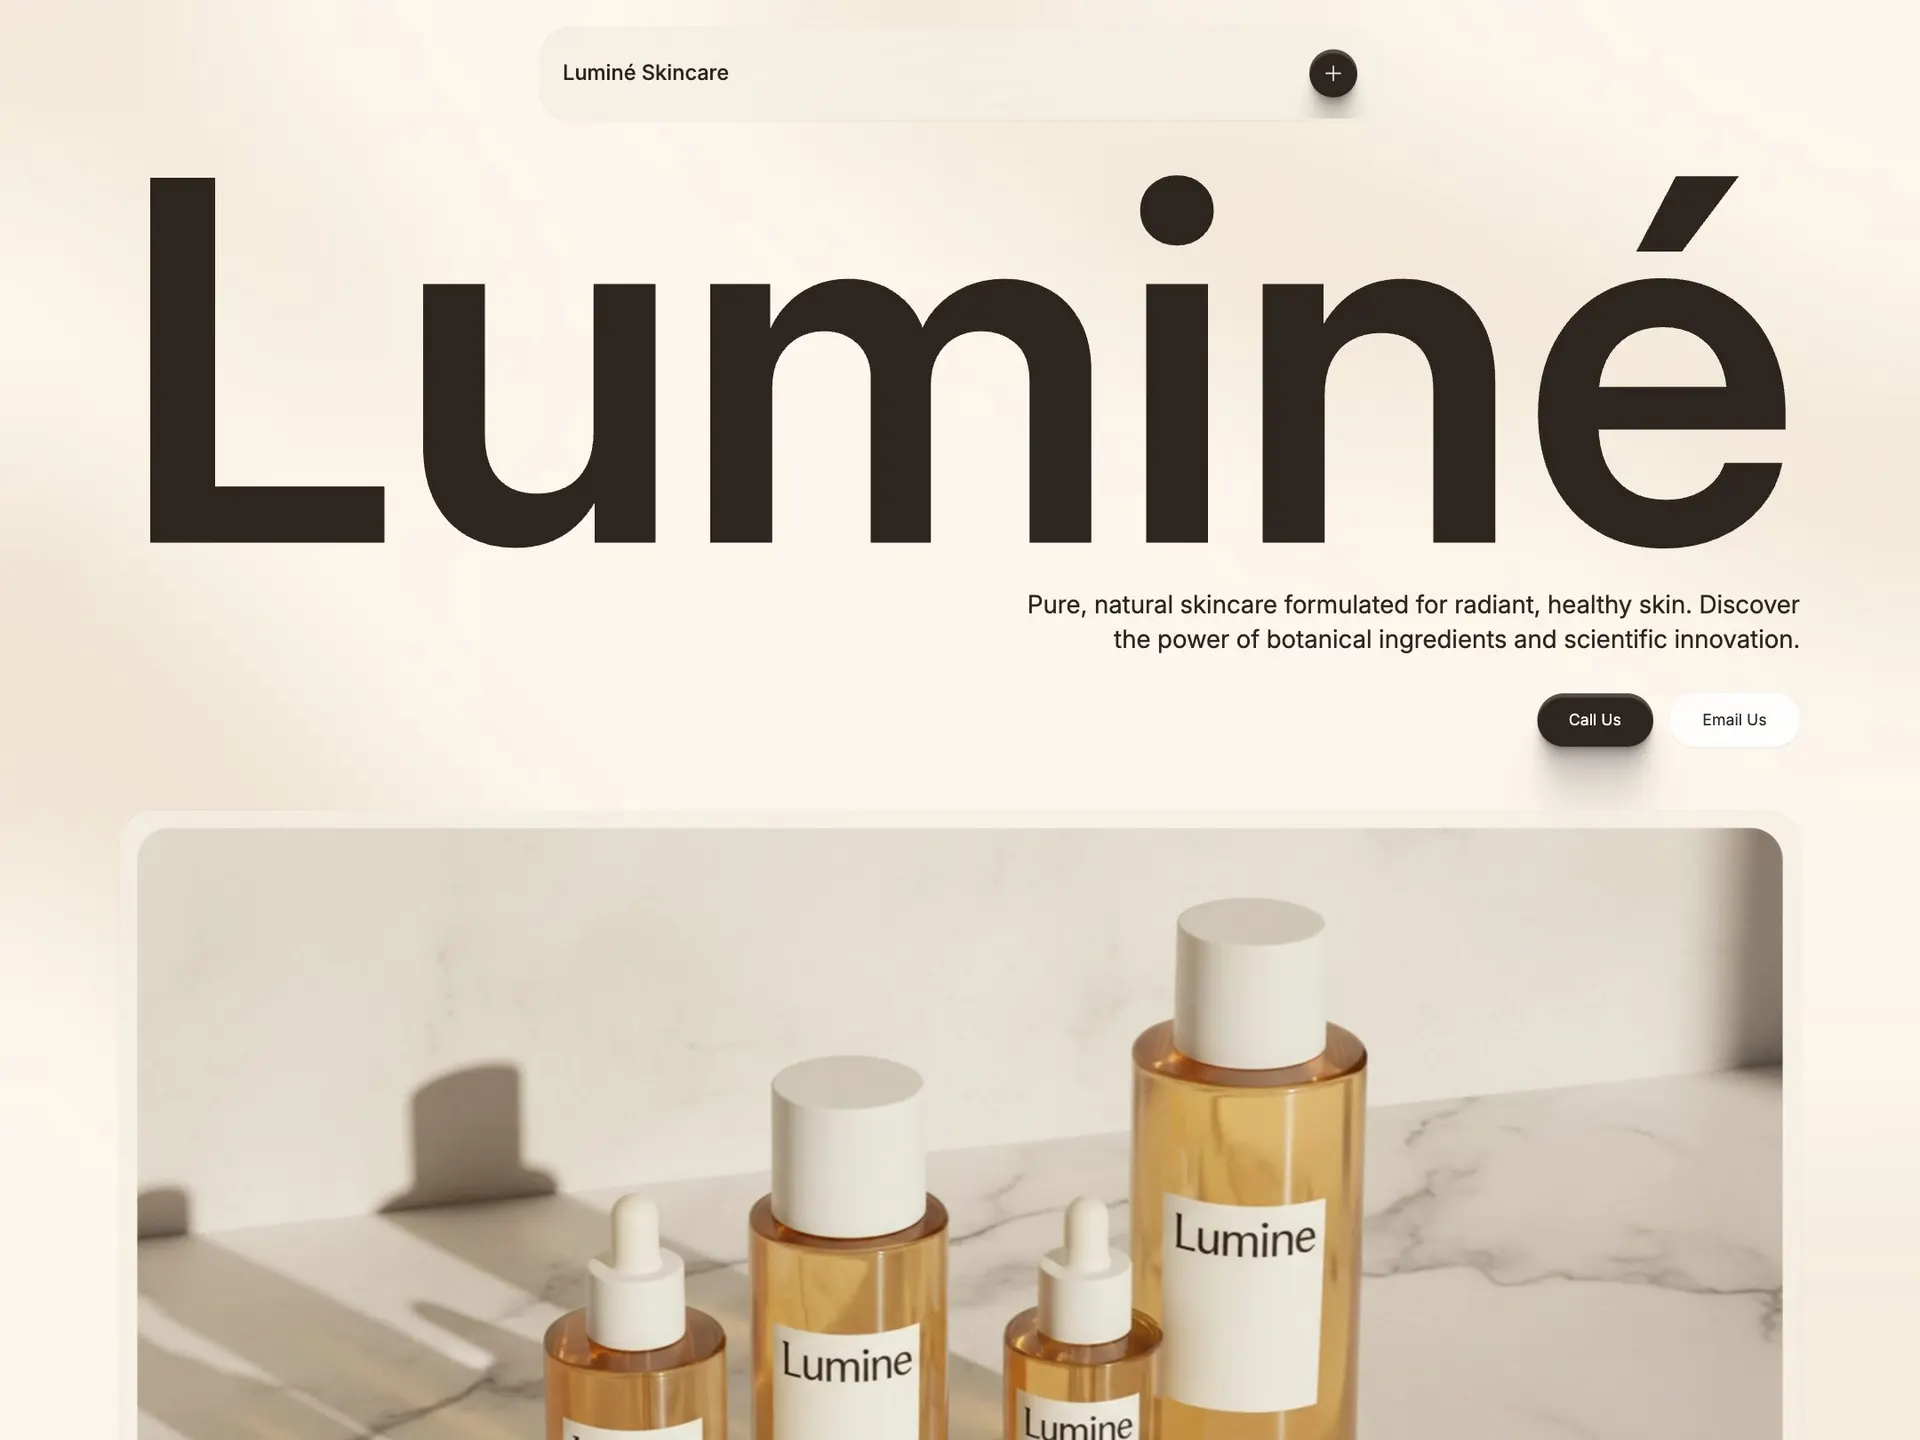 Luminé Skincare
Luminé
Pure, natural skincare formulated for radiant, healthy skin. Discover
the power of botanical ingredients and scientific innovation.
Call Us
Email Us
Lumine
Lumine
Lumine